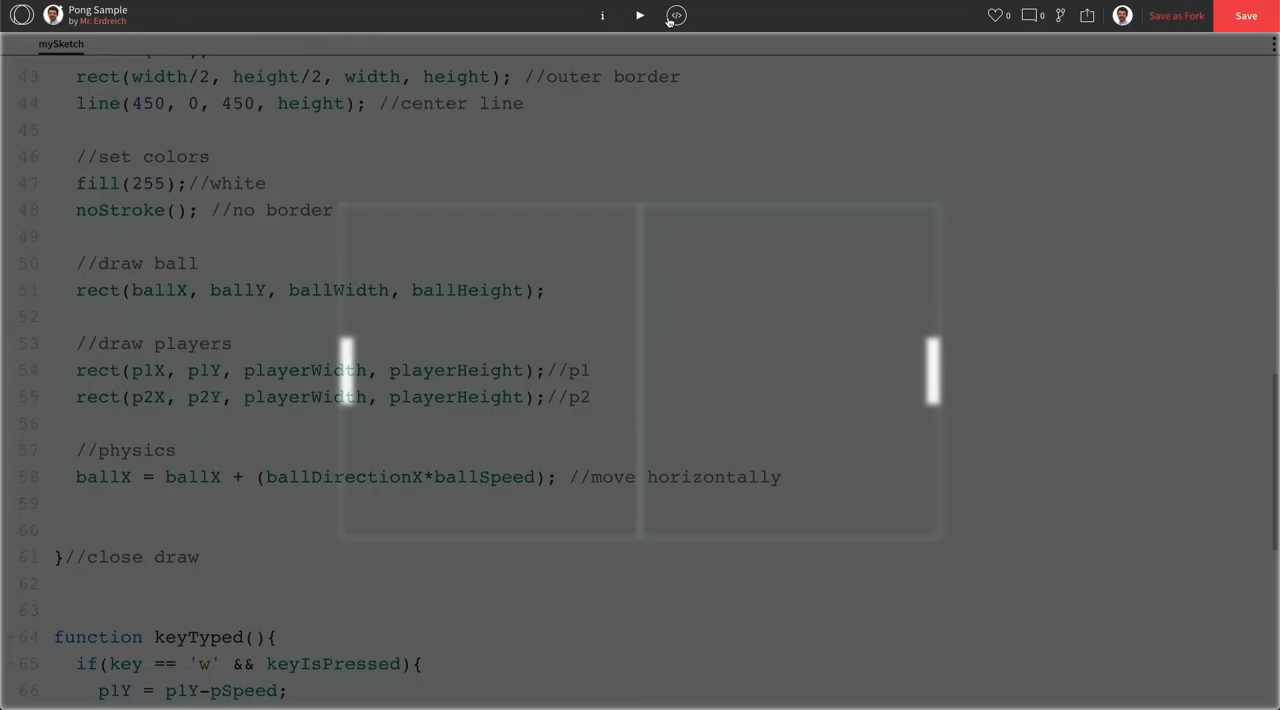 Pong Sample
by Mr. Erdreich
i
</>
0
0
Save as Fork
Save
mySketch
43 rect(width/2, height/2, width, height); //outer border
44 line(450, 0, 450, height); //center line
45
46 //set colors
47 fill(255);//white
48 noStroke(); //no border
49
50 //draw ball
51 rect(ballX, ballY, ballWidth, ballHeight);
52
53 //draw players
54 rect(p1X, p1Y, playerWidth, playerHeight);//p1
55 rect(p2X, p2Y, playerWidth, playerHeight);//p2
56
57 //physics
58 ballX = ballX + (ballDirectionX*ballSpeed); //move horizontally
59
60
61 }//close draw
62
63
64 function keyTyped(){
65 if(key == 'w' && keyIsPressed){
66 p1Y = p1Y-pSpeed;